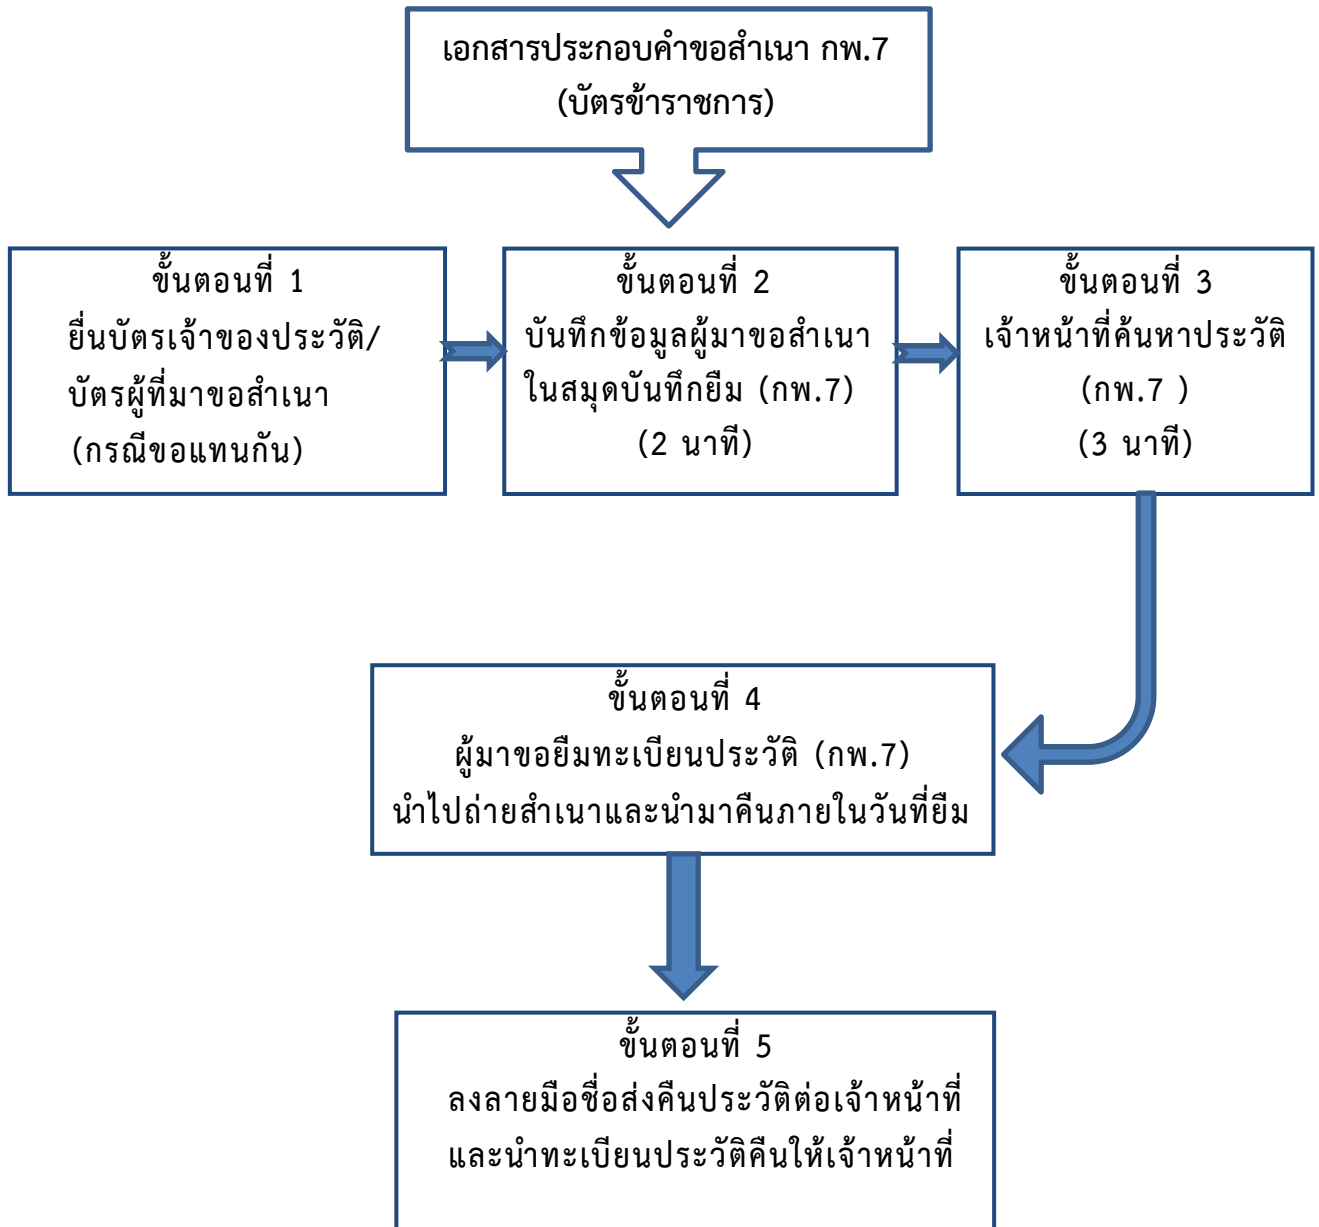 เอกสารประกอบคำขอสำเนา กพ.7
(บัตรข้าราชการ)
ขั้นตอนที่ 1
ยื่นบัตรเจ้าของประวัติ/
บัตรผู้ที่มาขอสำเนา
(กรณีขอแทนกัน)
ขั้นตอนที่ 2
บันทึกข้อมูลผู้มาขอสำเนา
ในสมุดบันทึกยืม (กพ.7)
(2 นาที)
ขั้นตอนที่ 3
เจ้าหน้าที่ค้นหาประวัติ
(กพ.7 )
(3 นาที)
ขั้นตอนที่ 4
ผู้มาขอยืมทะเบียนประวัติ (กพ.7)
นำไปถ่ายสำเนาและนำมาคืนภายในวันที่ยืม
ขั้นตอนที่ 5
ลงลายมือชื่อส่งคืนประวัติต่อเจ้าหน้าที่
และนำทะเบียนประวัติคืนให้เจ้าหน้าที่